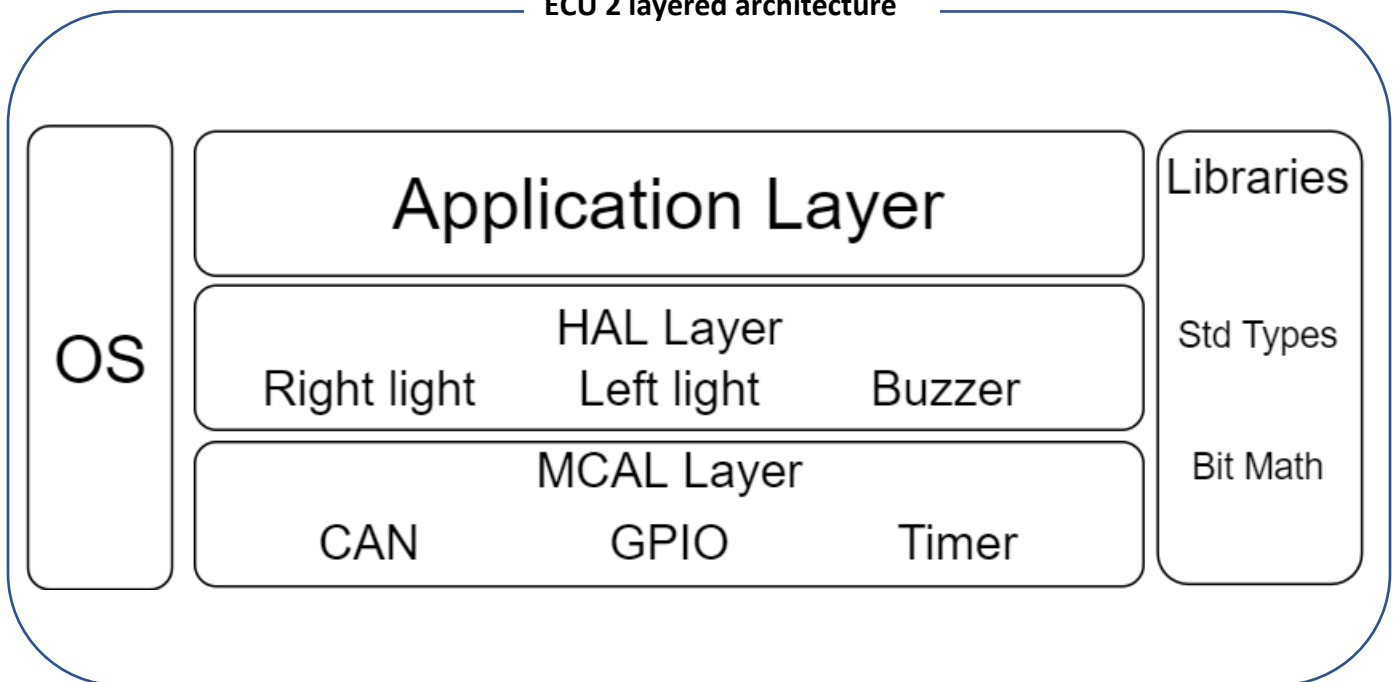 ECU 2 layered architecture
OS
Application Layer
HAL Layer
Right light Left light Buzzer
MCAL Layer
CAN GPIO Timer
Libraries
Std Types
Bit Math